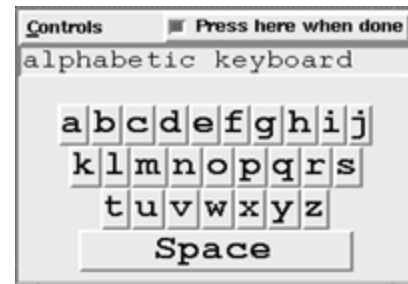 Controls Press here when done
alphabetic keyboard
a b c d e f g h i j
k l m n o p q r s
t u v w x y z
Space